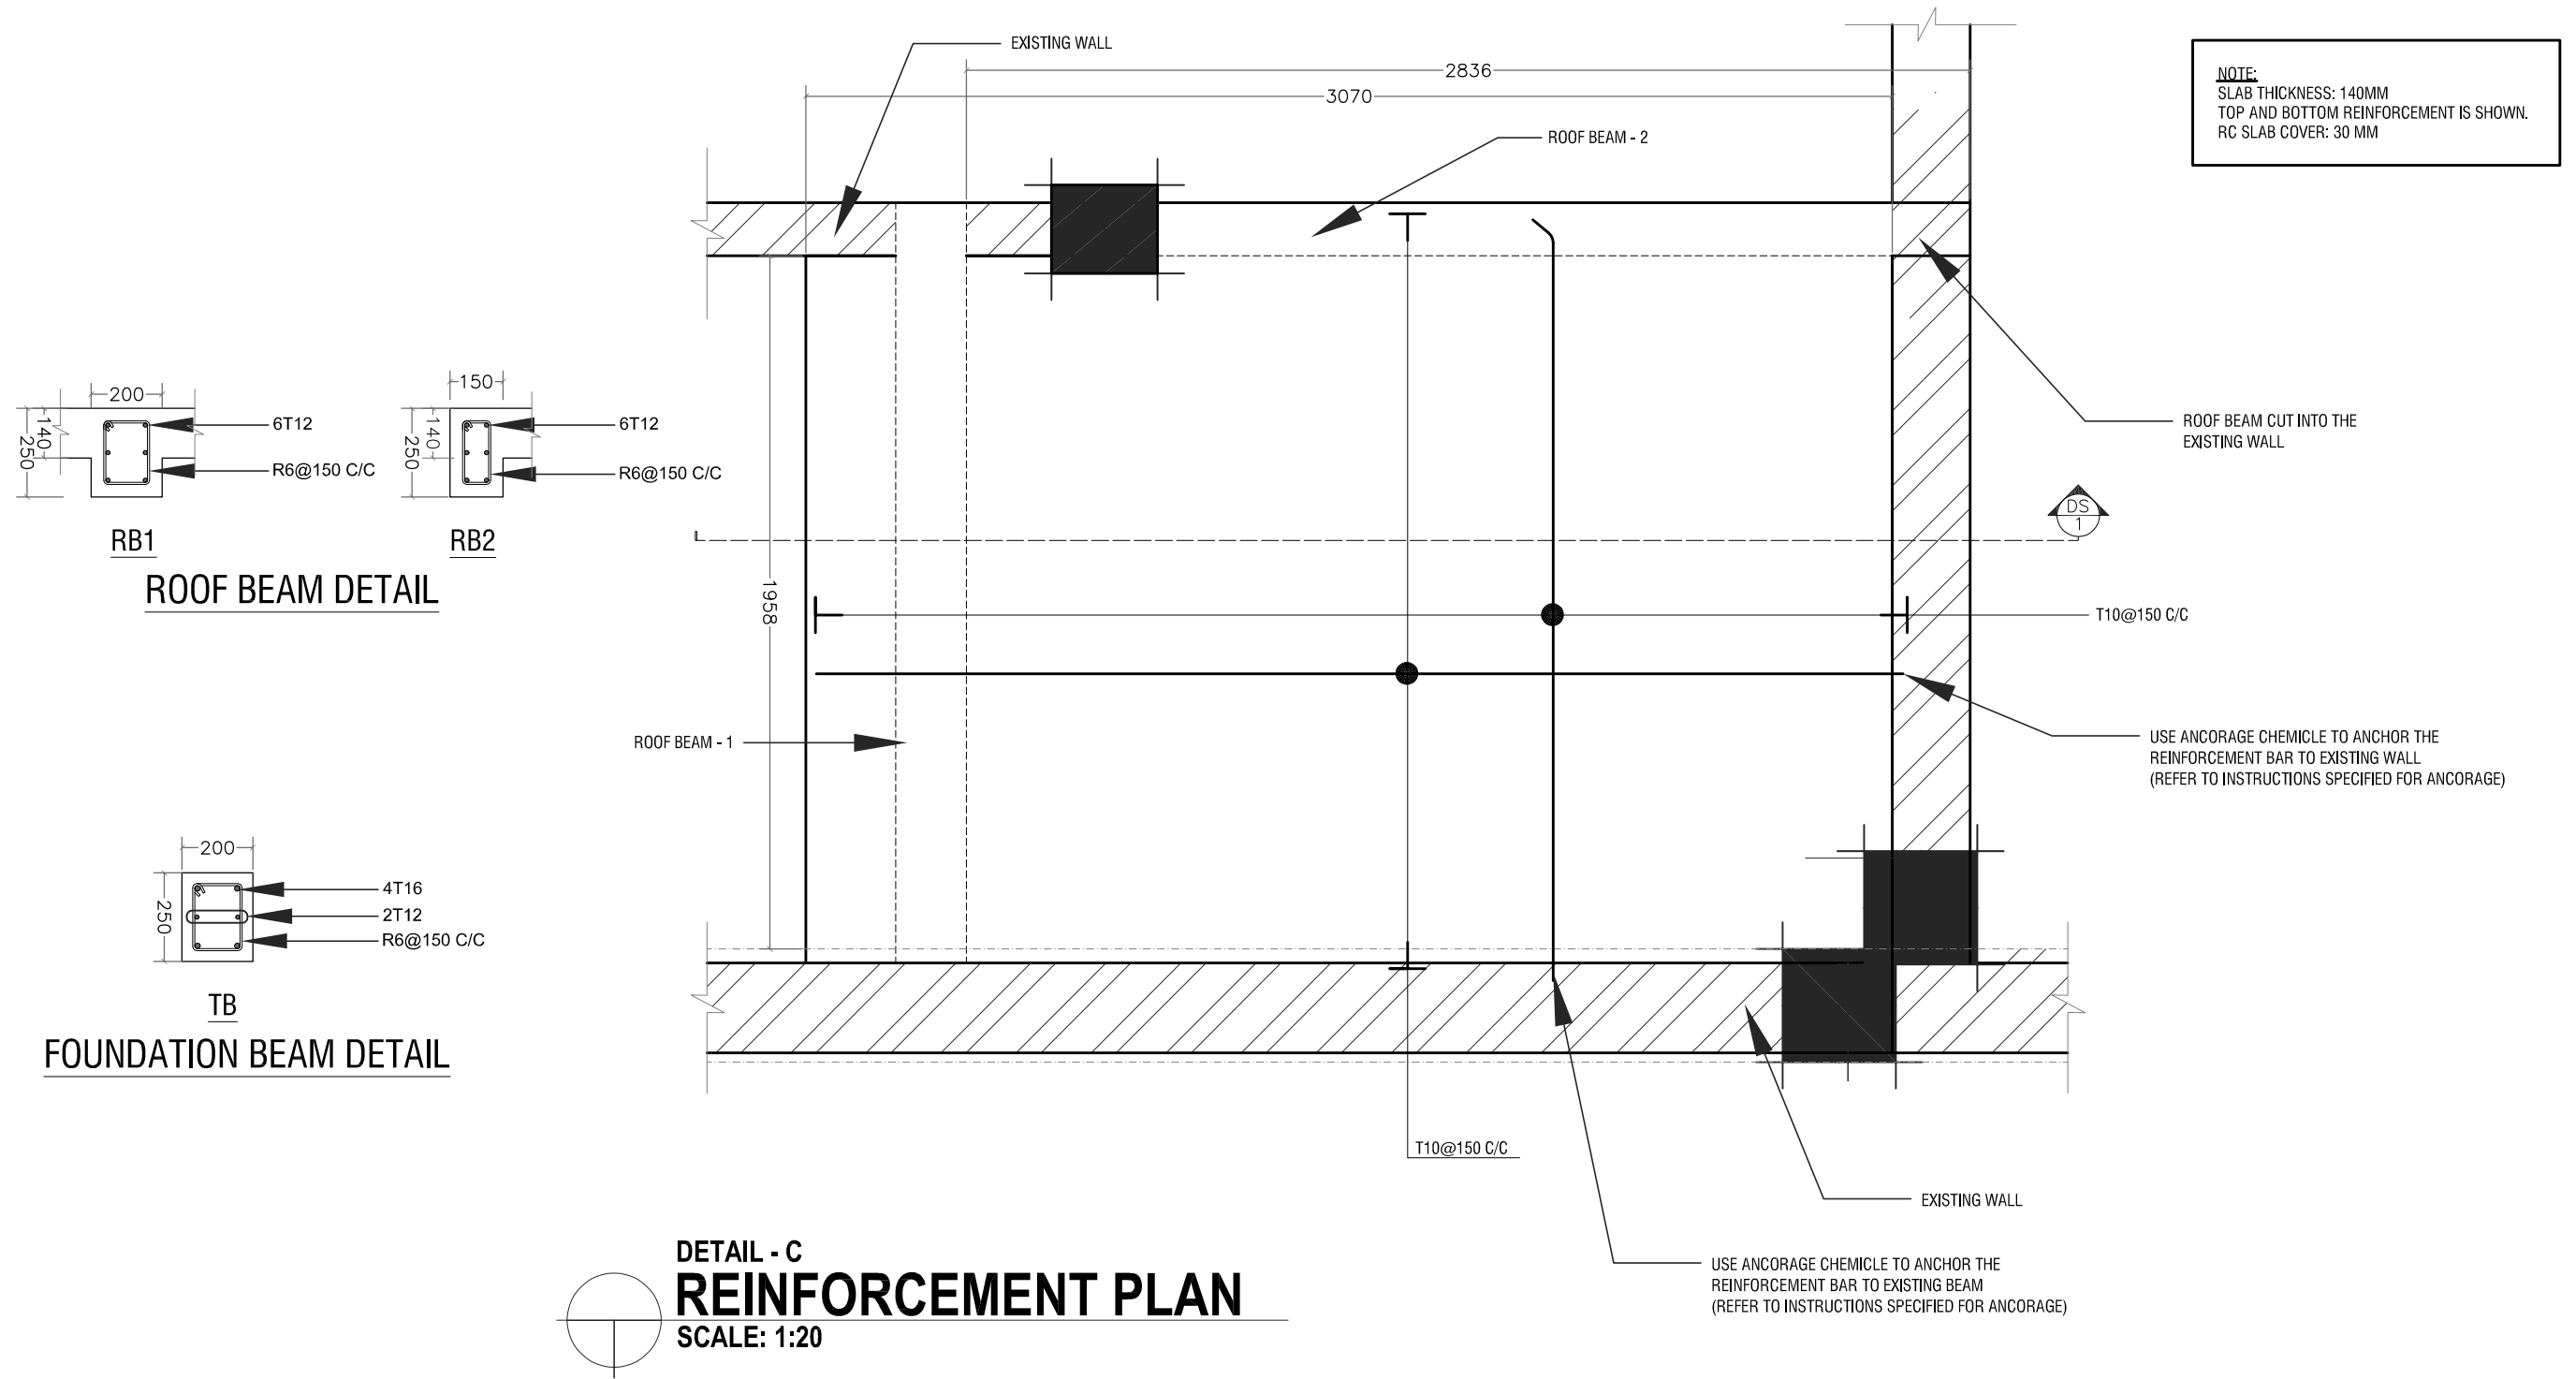 EXISTING WALL
2836
3070
ROOF BEAM - 2
NOTE:
SLAB THICKNESS: 140MM
TOP AND BOTTOM REINFORCEMENT IS SHOWN.
RC SLAB COVER: 30 MM
200
140
250
6T12
R6@150 C/C
RB1
150
140
250
6T12
R6@150 C/C
RB2
ROOF BEAM DETAIL
ROOF BEAM CUT INTO THE
EXISTING WALL
DS
1
1958
T10@150 C/C
ROOF BEAM - 1
USE ANCORAGE CHEMICLE TO ANCHOR THE
REINFORCEMENT BAR TO EXISTING WALL
(REFER TO INSTRUCTIONS SPECIFIED FOR ANCORAGE)
200
250
4T16
2T12
R6@150 C/C
TB
FOUNDATION BEAM DETAIL
T10@150 C/C
EXISTING WALL
USE ANCORAGE CHEMICLE TO ANCHOR THE
REINFORCEMENT BAR TO EXISTING BEAM
(REFER TO INSTRUCTIONS SPECIFIED FOR ANCORAGE)
DETAIL - C
REINFORCEMENT PLAN
SCALE: 1:20